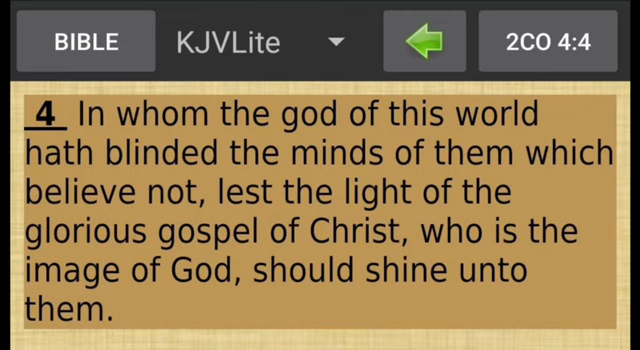 BIBLE KJVLite 2CO 4:4
4 In whom the god of this world
hath blinded the minds of them which
believe not, lest the light of the
glorious gospel of Christ, who is the
image of God, should shine unto
them.